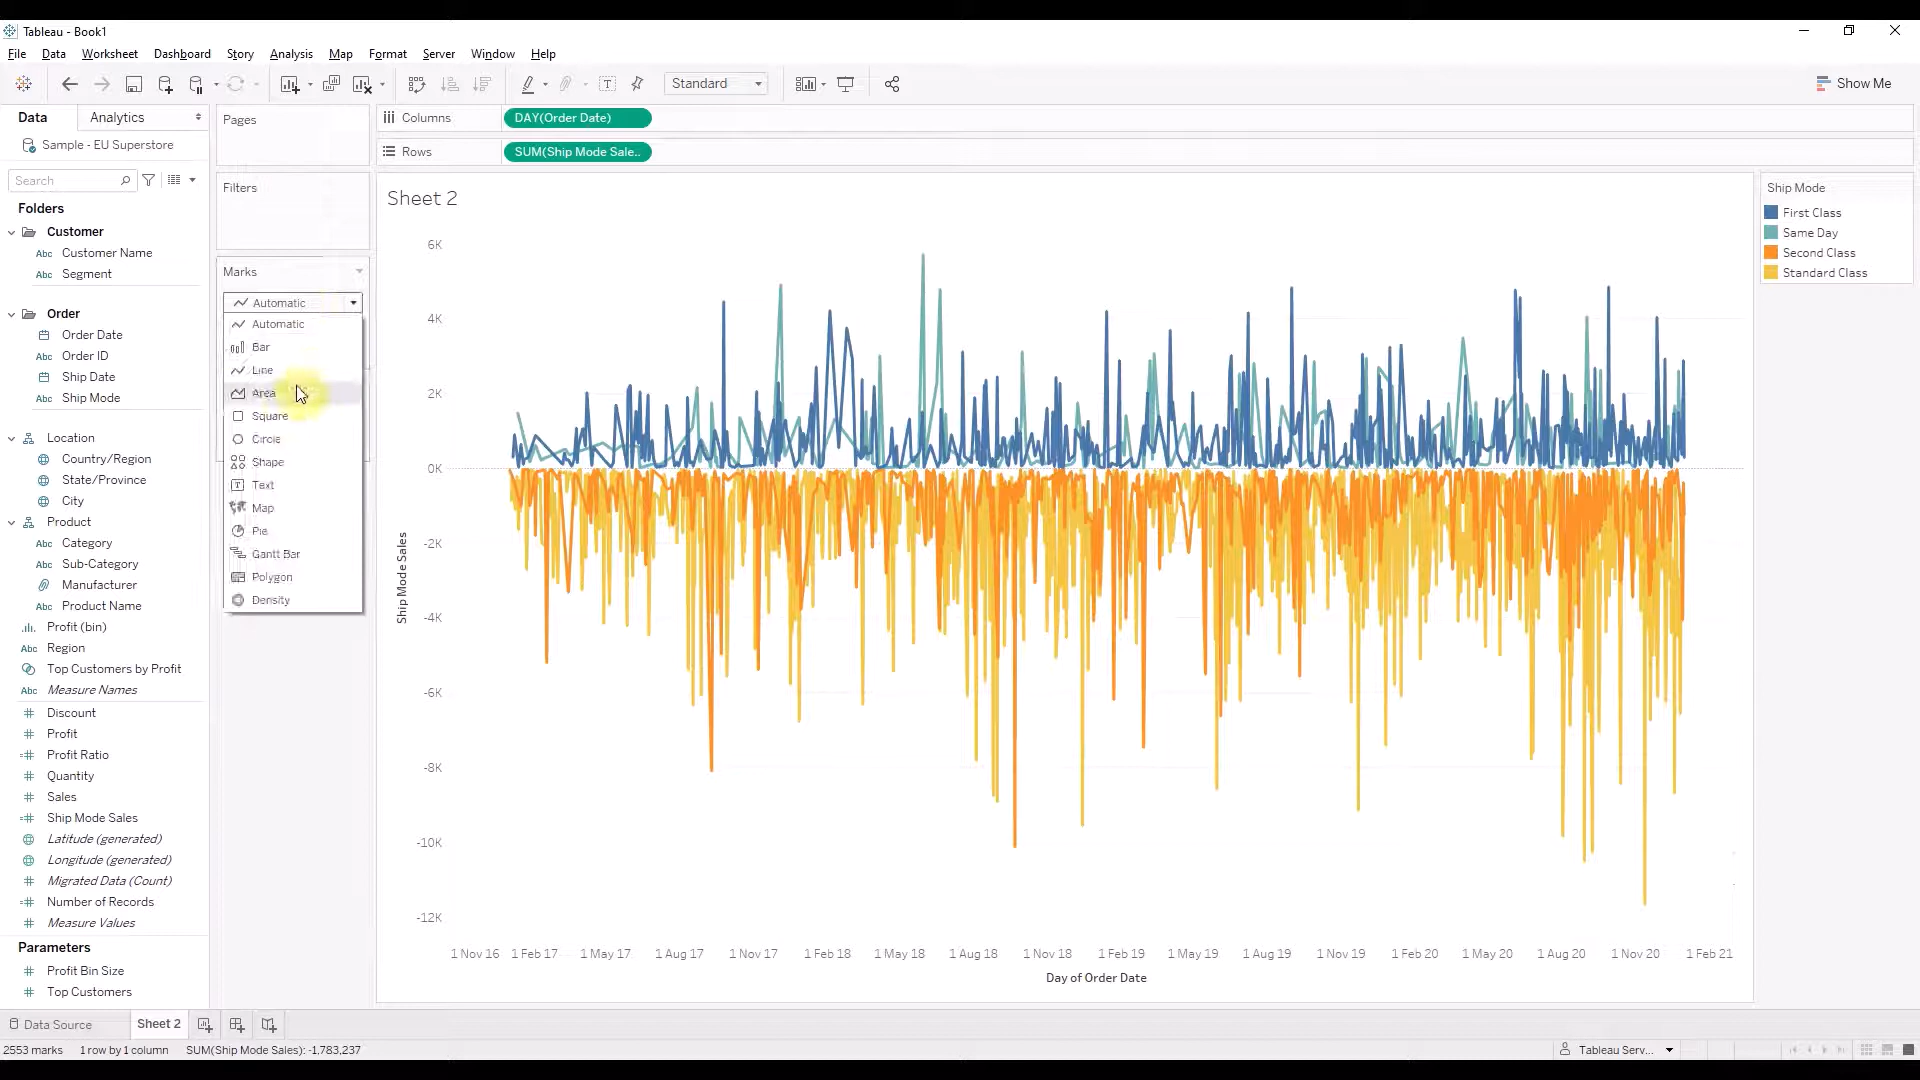 Tableau - Book1
File Data Worksheet Dashboard Story Analysis Map Format Server Window Help
Standard
Show Me
Data Analytics
Sample - EU Superstore
Search
Folders
Customer
Abc Customer Name
Abc Segment
Order
Order Date
Abc Order ID
Ship Date
Abc Ship Mode
Location
Country/Region
State/Province
City
Product
Abc Category
Abc Sub-Category
Manufacturer
Abc Product Name
Profit (bin)
Abc Region
Top Customers by Profit
Abc Measure Names
# Discount
# Profit
=# Profit Ratio
# Quantity
# Sales
=# Ship Mode Sales
Latitude (generated)
Longitude (generated)
# Migrated Data (Count)
=# Number of Records
# Measure Values
Parameters
# Profit Bin Size
# Top Customers
Pages
Filters
Marks
Automatic
Automatic
Bar
Line
Area
Square
Circle
Shape
T Text
Map
Pie
Gantt Bar
Polygon
Density
Columns DAY(Order Date)
Rows SUM(Ship Mode Sale..
Sheet 2
6K
4K
2K
0K
-2K
-4K
-6K
-8K
-10K
-12K
Ship Mode Sales
1 Nov 16 1 Feb 17 1 May 17 1 Aug 17 1 Nov 17 1 Feb 18 1 May 18 1 Aug 18 1 Nov 18 1 Feb 19 1 May 19 1 Aug 19 1 Nov 19 1 Feb 20 1 May 20 1 Aug 20 1 Nov 20 1 Feb 21
Day of Order Date
Ship Mode
First Class
Same Day
Second Class
Standard Class
Data Source Sheet 2
2553 marks 1 row by 1 column SUM(Ship Mode Sales): -1,783,237
Tableau Serv...